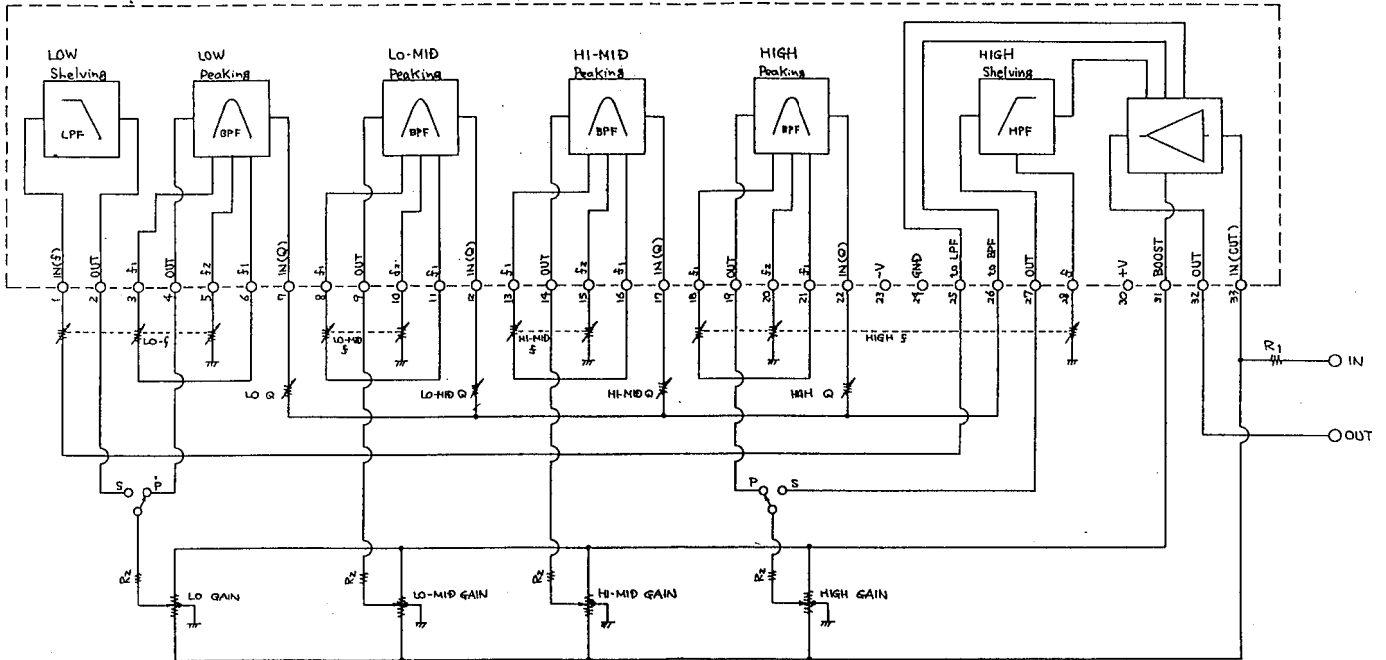 LOW
Shelving
LOW
Peaking
Lo-MID
Peaking
HI-MID
Peaking
HIGH
Peaking
HIGH
Shelving
LPF
BPF
BPF
BPF
BPF
HPF
IN(f)
OUT
f1
OUT
f2
f1
IN(Q)
f1
OUT
f2
f1
IN(Q)
f1
OUT
f2
f1
IN(Q)
f1
OUT
f2
f1
IN(Q)
-V
GND
to LPF
to BPF
OUT
f
+V
BOOST
OUT
IN(CUT)
1
2
3
4
5
6
7
8
9
10
11
12
13
14
15
16
17
18
19
20
21
22
23
24
25
26
27
28
30
31
32
33
LO-f
LO-MID
f
HI-MID
f
HIGH f
R1
IN
LO Q
LO-MID Q
HI-MID Q
HIGH Q
OUT
S
P
P
S
R2
LO GAIN
R2
LO-MID GAIN
R2
HI-MID GAIN
R2
HIGH GAIN